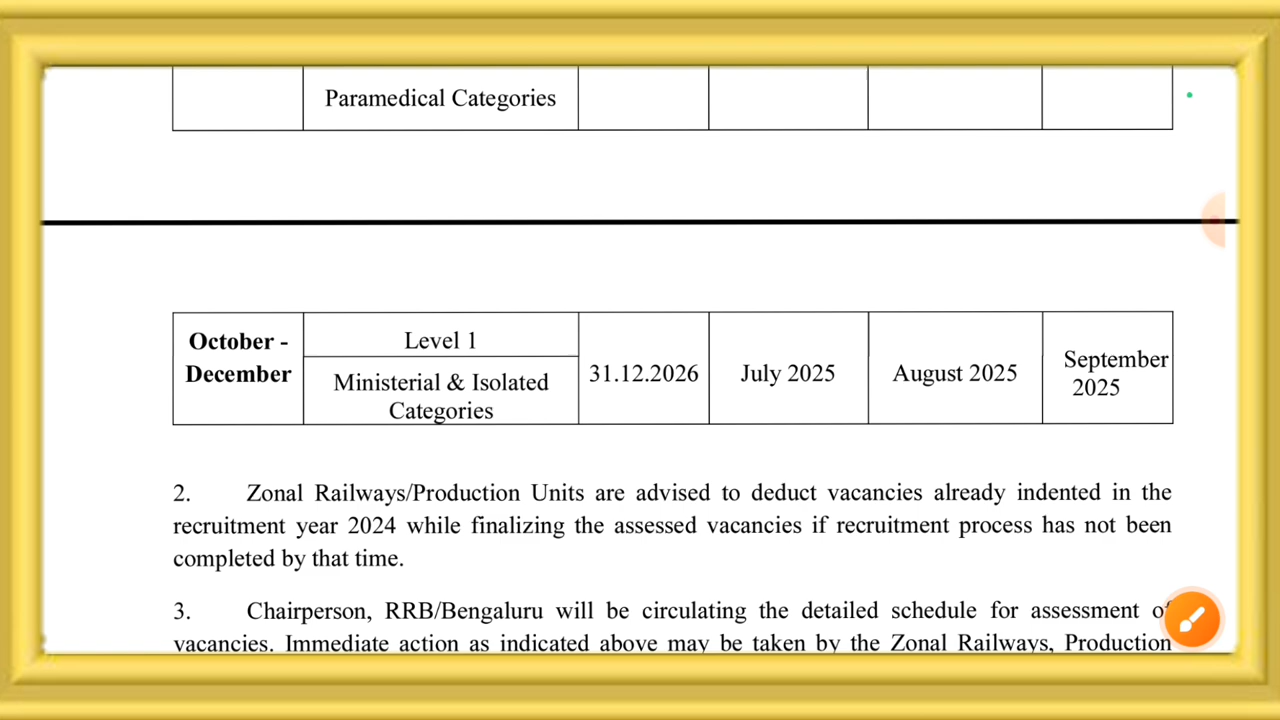 Paramedical Categories
October -
December
Level 1
Ministerial & Isolated
Categories
31.12.2026
July 2025
August 2025
September
2025
2. Zonal Railways/Production Units are advised to deduct vacancies already indented in the
recruitment year 2024 while finalizing the assessed vacancies if recruitment process has not been
completed by that time.
3. Chairperson, RRB/Bengaluru will be circulating the detailed schedule for assessment of
vacancies. Immediate action as indicated above may be taken by the Zonal Railways, Production